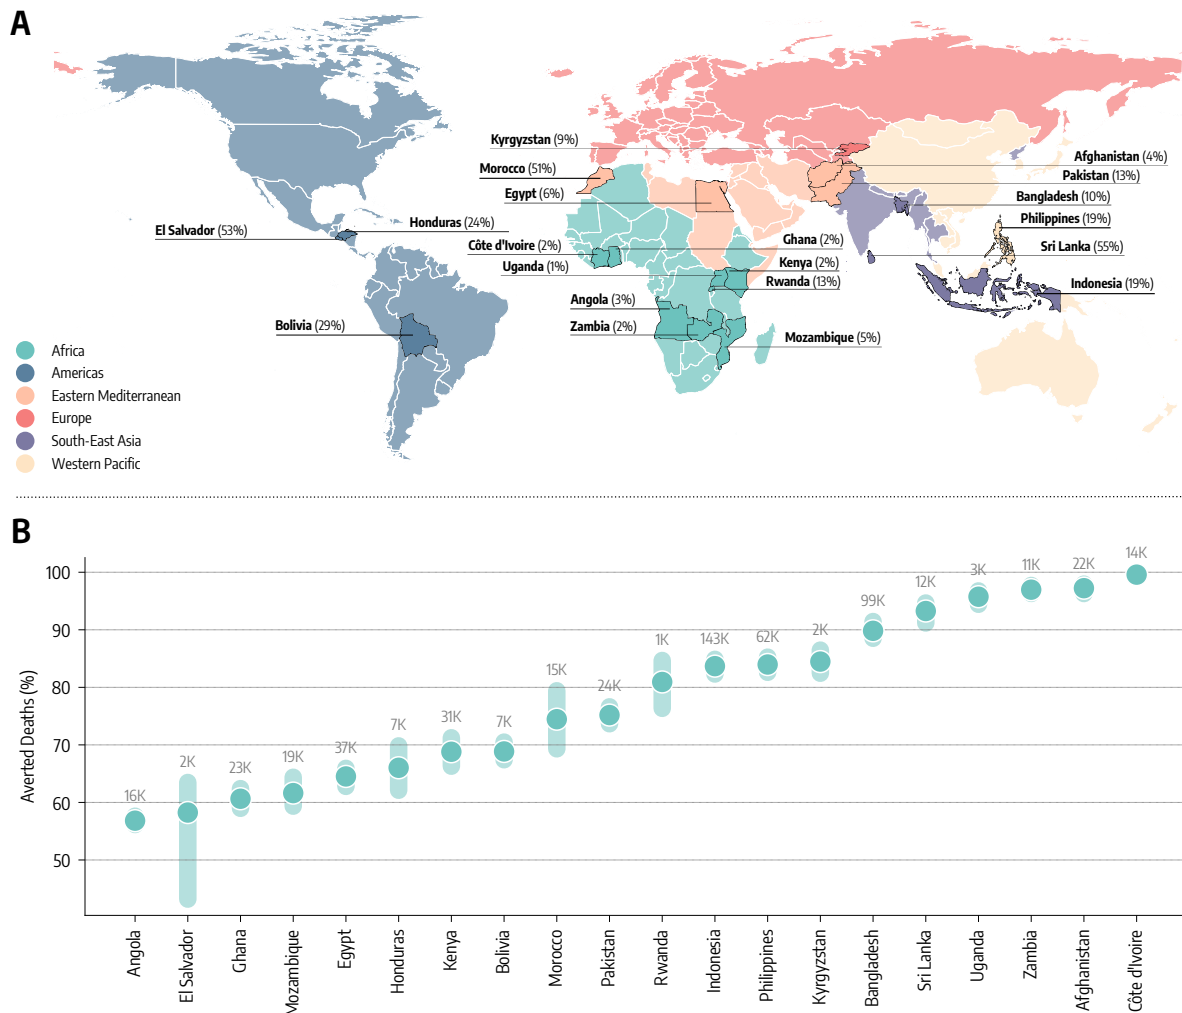 A
Kyrgyzstan (9%)
Afghanistan (4%)
Morocco (51%)
Pakistan (13%)
Egypt (6%)
Bangladesh (10%)
Honduras (24%)
Philippines (19%)
El Salvador (53%)
Côte d'Ivoire (2%)
Ghana (2%)
Sri Lanka (55%)
Uganda (1%)
Kenya (2%)
Rwanda (13%)
Indonesia (19%)
Angola (3%)
Bolivia (29%)
Zambia (2%)
Mozambique (5%)
Africa
Americas
Eastern Mediterranean
Europe
South-East Asia
Western Pacific
B
Averted Deaths (%)
100
90
80
70
60
50
16K
2K
23K
19K
37K
7K
31K
7K
15K
24K
1K
143K
62K
2K
99K
12K
3K
11K
22K
14K
Angola
El Salvador
Ghana
Mozambique
Egypt
Honduras
Kenya
Bolivia
Morocco
Pakistan
Rwanda
Indonesia
Philippines
Kyrgyzstan
Bangladesh
Sri Lanka
Uganda
Zambia
Afghanistan
Côte d'Ivoire